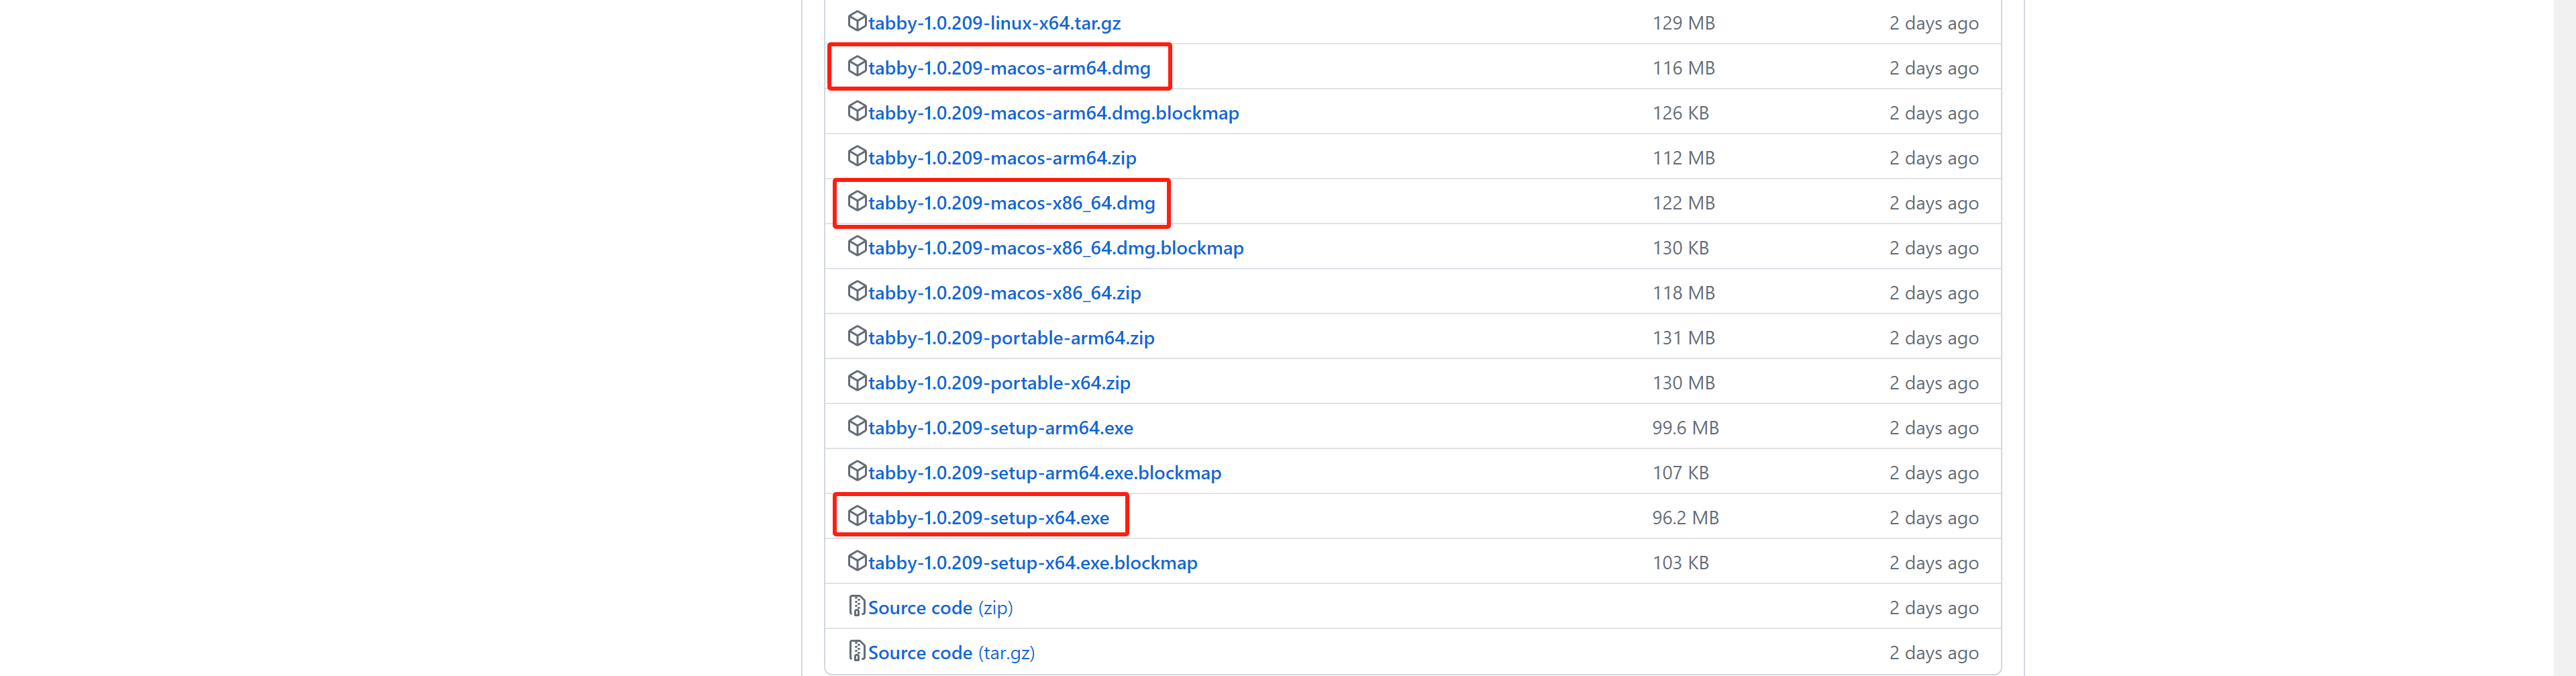 tabby-1.0.209-linux-x64.tar.gz 129 MB 2 days ago
tabby-1.0.209-macos-arm64.dmg 116 MB 2 days ago
tabby-1.0.209-macos-arm64.dmg.blockmap 126 KB 2 days ago
tabby-1.0.209-macos-arm64.zip 112 MB 2 days ago
tabby-1.0.209-macos-x86_64.dmg 122 MB 2 days ago
tabby-1.0.209-macos-x86_64.dmg.blockmap 130 KB 2 days ago
tabby-1.0.209-macos-x86_64.zip 118 MB 2 days ago
tabby-1.0.209-portable-arm64.zip 131 MB 2 days ago
tabby-1.0.209-portable-x64.zip 130 MB 2 days ago
tabby-1.0.209-setup-arm64.exe 99.6 MB 2 days ago
tabby-1.0.209-setup-arm64.exe.blockmap 107 KB 2 days ago
tabby-1.0.209-setup-x64.exe 96.2 MB 2 days ago
tabby-1.0.209-setup-x64.exe.blockmap 103 KB 2 days ago
Source code (zip) 2 days ago
Source code (tar.gz) 2 days ago